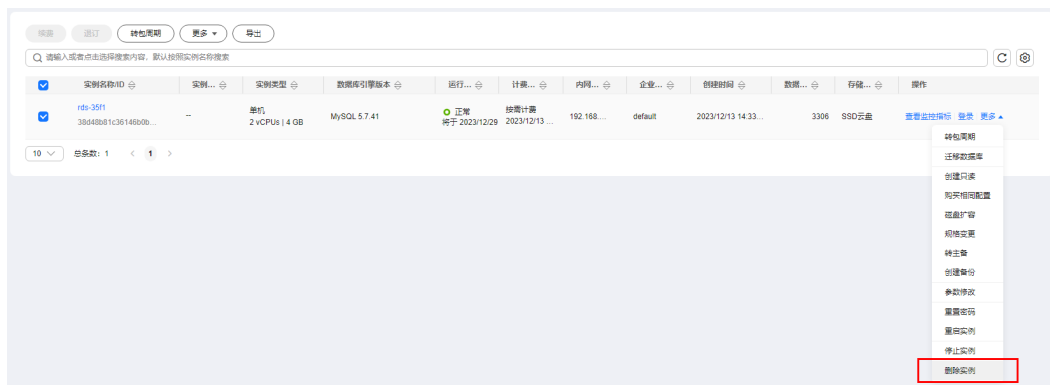 续费 退订 转包周期 更多 导出
请输入或者点击选择搜索内容，默认按照实例名称搜索
实例名称/ID 实例... 实例类型 数据库引擎版本 运行... 计费... 内网... 企业... 创建时间 数据... 存储... 操作
rds-35f1
38d48b81c36146b0b...
--
单机
2 vCPUs | 4 GB
MySQL 5.7.41
正常
将于 2023/12/29
按需计费
2023/12/13 ...
192.168....
default
2023/12/13 14:33...
3306
SSD云盘
查看监控指标 登录 更多
10 总条数: 1 < 1 >
转包周期
迁移数据库
创建只读
购买相同配置
磁盘扩容
规格变更
转主备
创建备份
参数修改
重置密码
重启实例
停止实例
删除实例